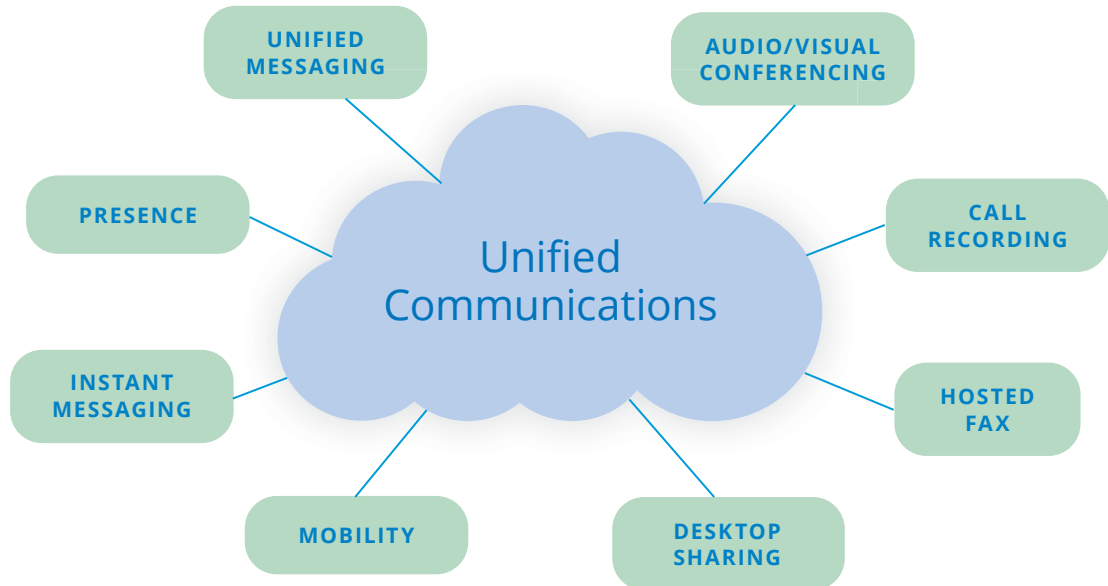 UNIFIED
MESSAGING
AUDIO/VISUAL
CONFERENCING
PRESENCE
CALL
RECORDING
Unified
Communications
INSTANT
MESSAGING
HOSTED
FAX
MOBILITY
DESKTOP
SHARING